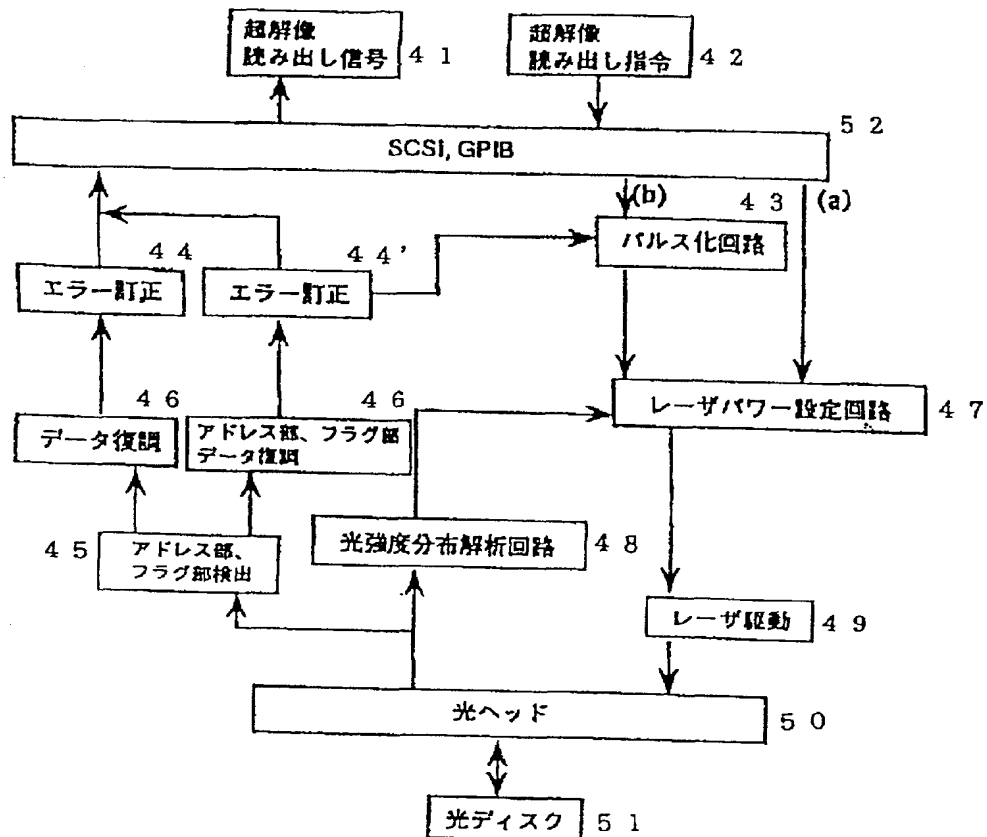 超解像
読み出し信号
41
超解像
読み出し指令
42
52
SCSI, GPIB
(b)
43
(a)
パルス化回路
44
エラー訂正
44'
エラー訂正
46
データ復調
46
アドレス部、フラグ部
データ復調
レーザパワー設定回路
47
45
アドレス部、
フラグ部検出
光強度分布解析回路
48
レーザ駆動
49
光ヘッド
50
光ディスク
51